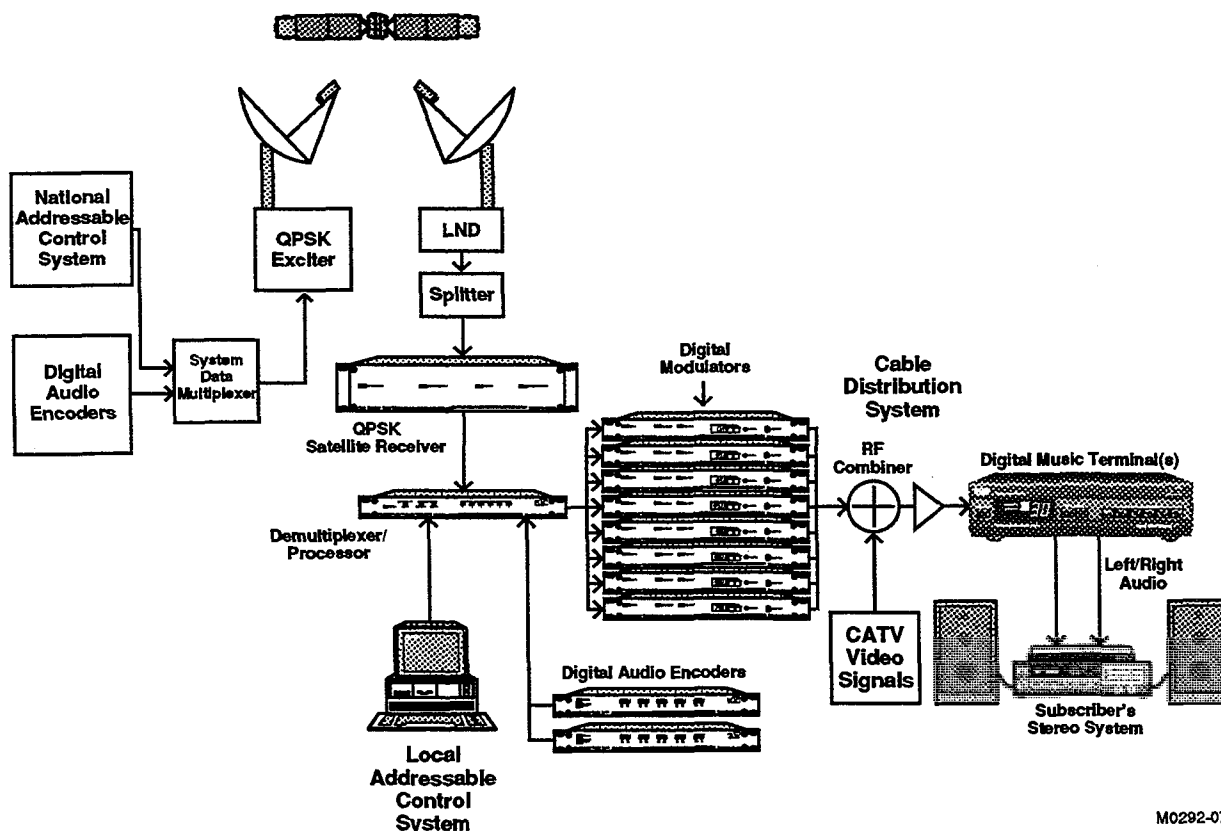 National
Addressable
Control
System
QPSK
Exciter
LND
Splitter
Digital
Audio
Encoders
System
Data
Multiplexer
QPSK
Satellite Receiver
Digital
Modulators
Cable
Distribution
System
RF
Combiner
Digital Music Terminal(s)
Demultiplexer/
Processor
Left/Right
Audio
CATV
Video
Signals
Digital Audio Encoders
Subscriber's
Stereo System
Local
Addressable
Control
System
M0292-07